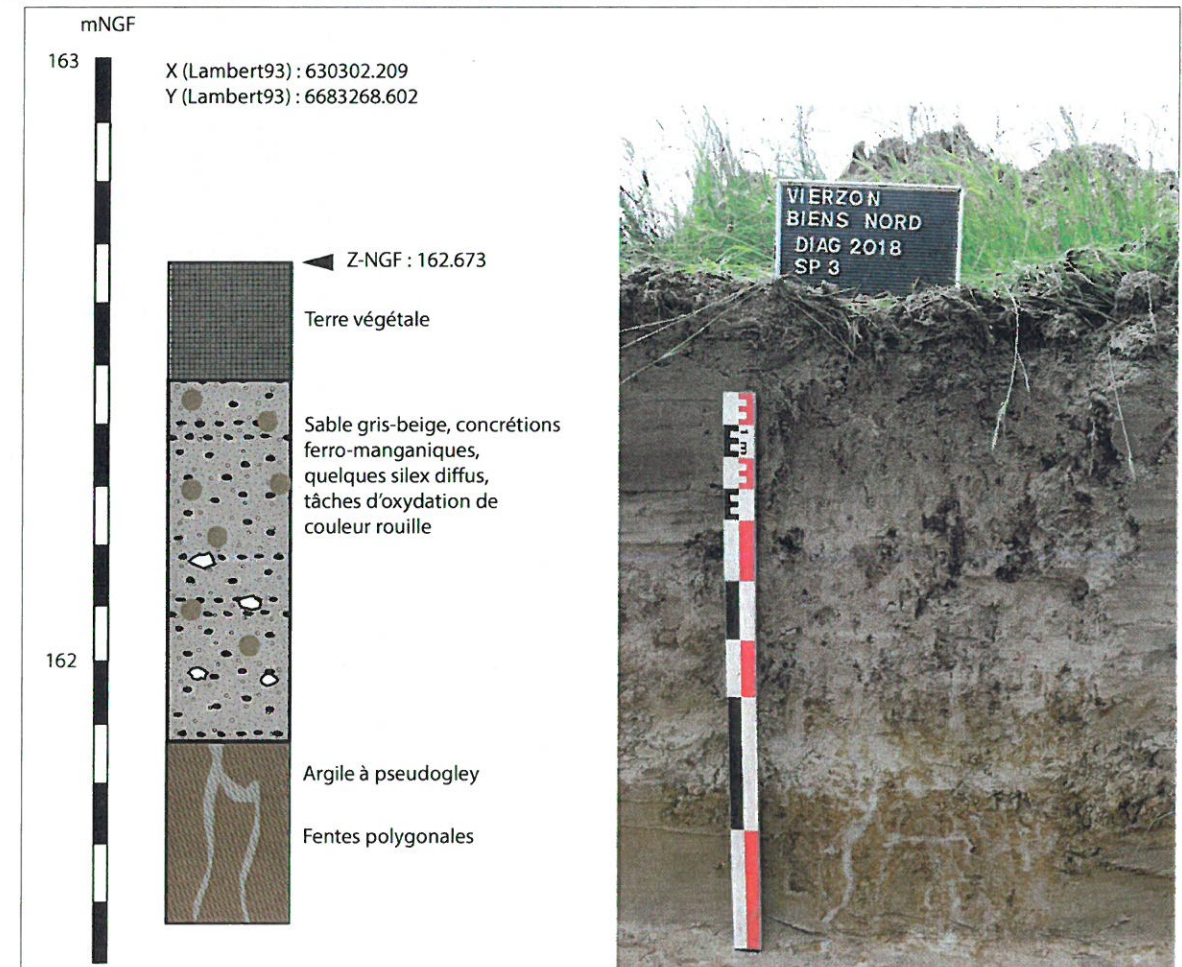 mNGF
163
X (Lambert93) : 630302.209
Y (Lambert93) : 6683268.602
Z-NGF : 162.673
Terre végétale
Sable gris-beige, concrétions
ferro-manganiques,
quelques silex diffus,
tâches d'oxydation de
couleur rouille
162
Argile à pseudogley
Fentes polygonales
VIERZON
BIENS NORD
DIAG 2018
SP 3
1m